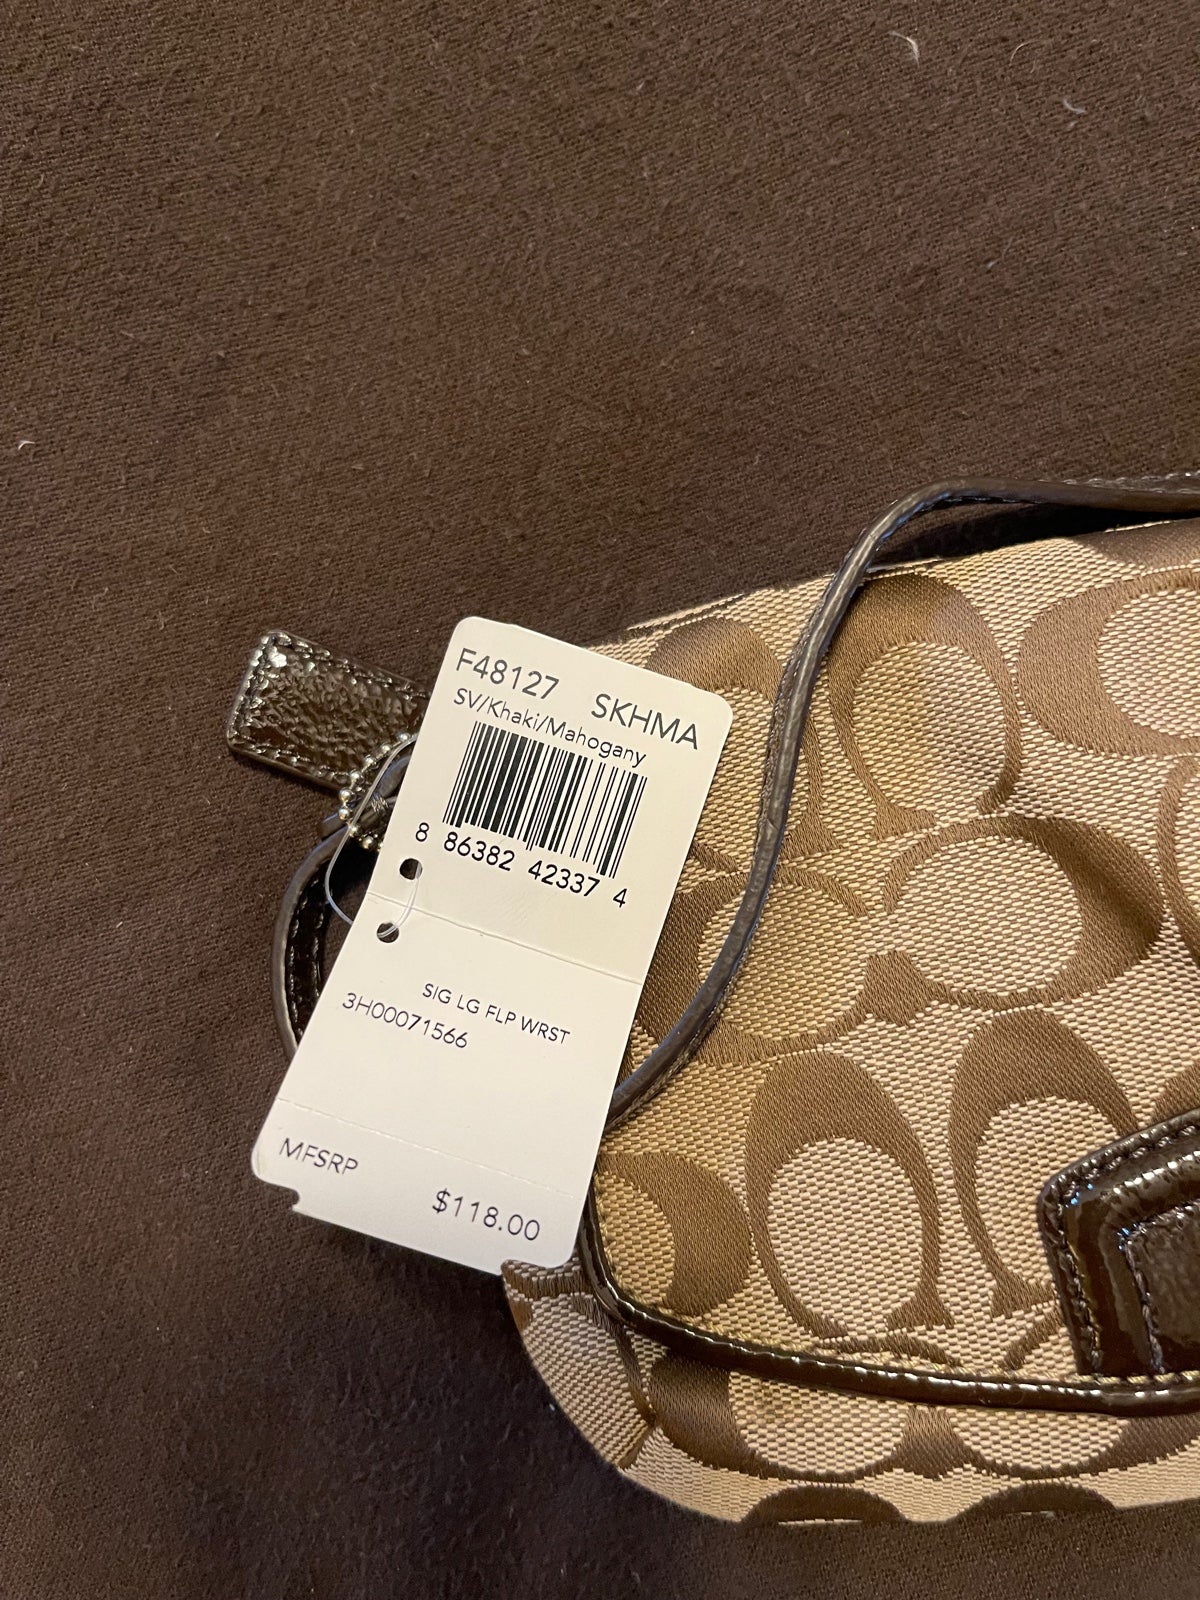 F48127 SKHMA
SV/Khaki/Mahogany
8 86382 42337 4
SIG LG FLP WRST
3H00071566
MFSRP
$118.00